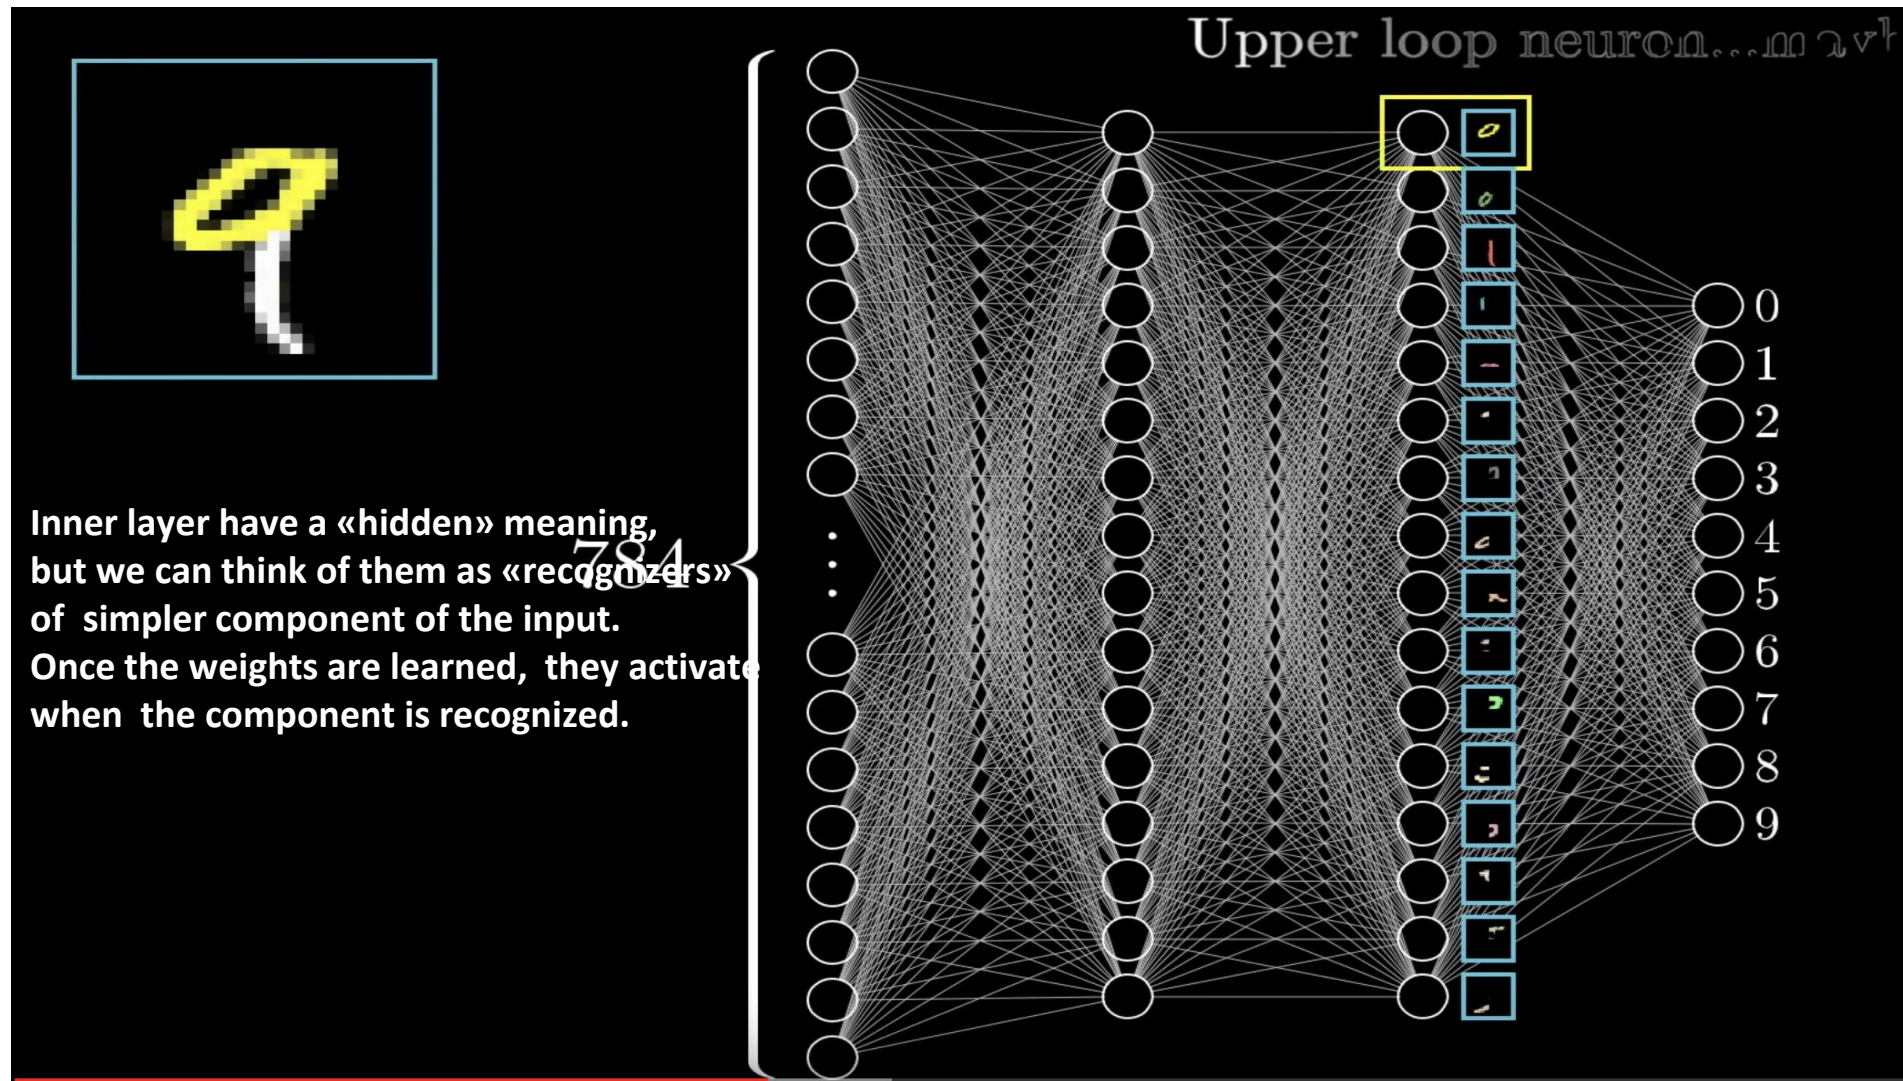 Upper loop neuron...
Inner layer have a «hidden» meaning,
but we can think of them as «recognizers»
of simpler component of the input.
Once the weights are learned, they activate
when the component is recognized.
784
0
1
2
3
4
5
6
7
8
9